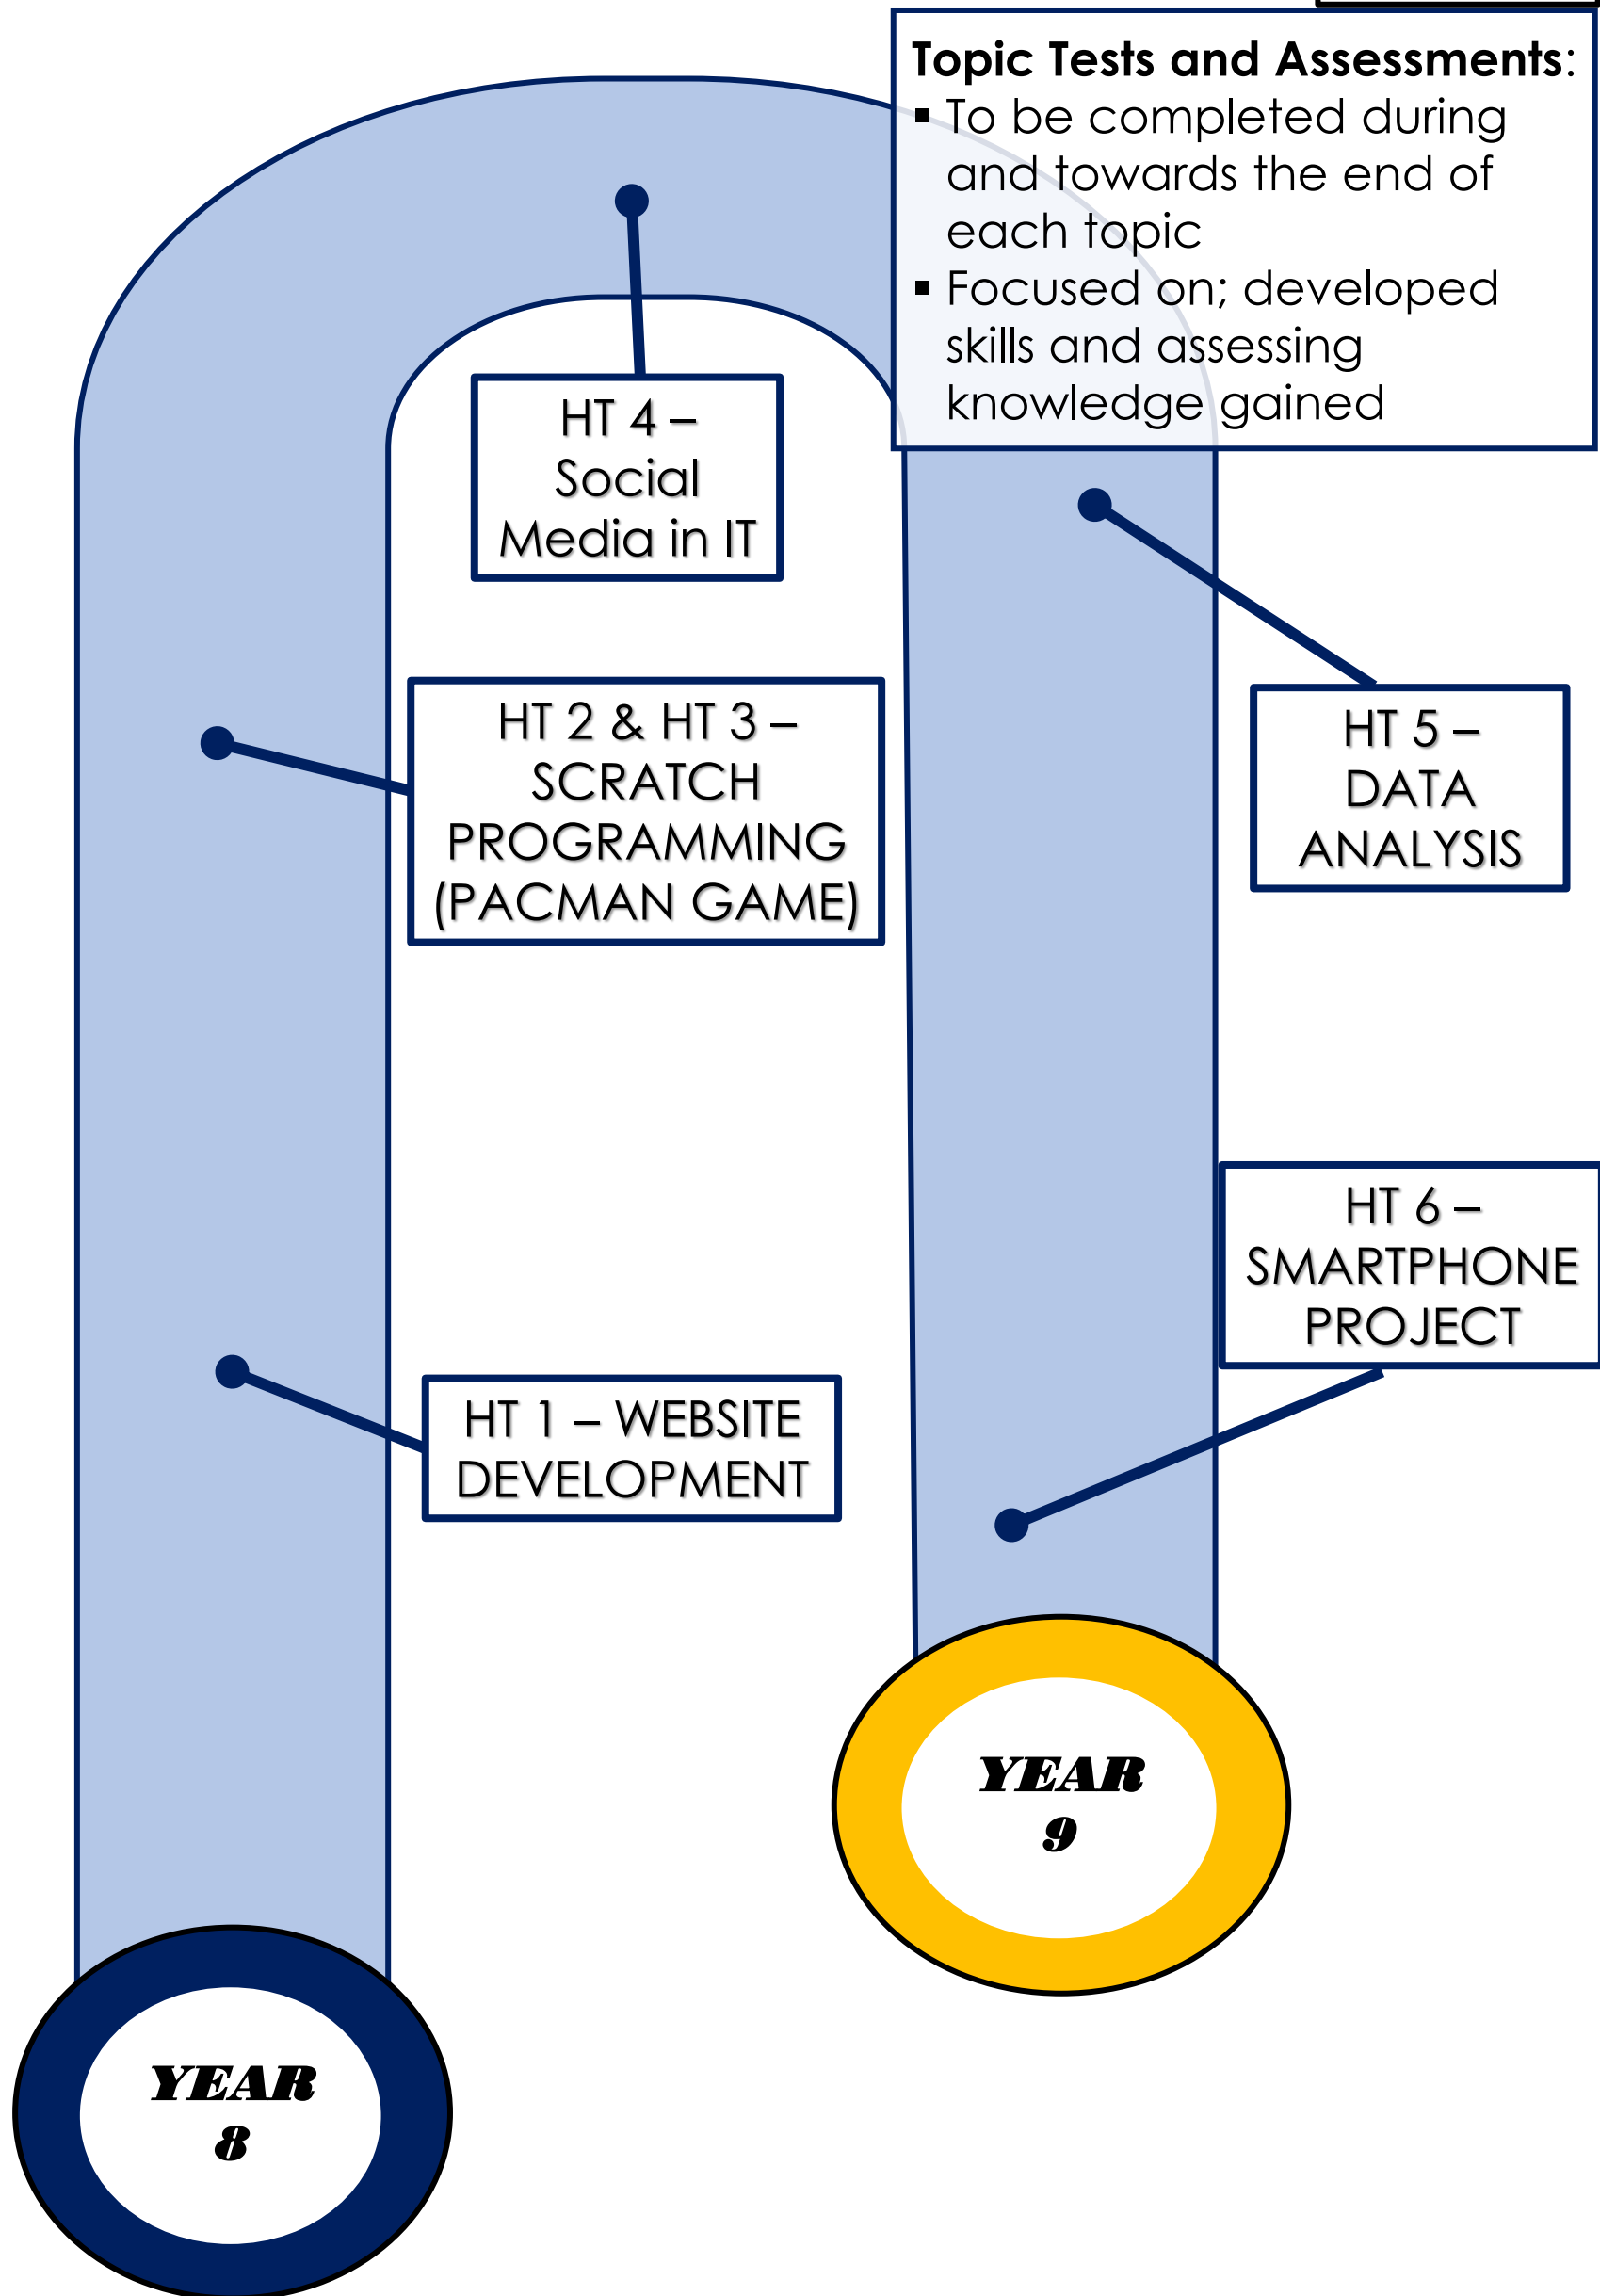 Topic Tests and Assessments:
▪ To be completed during
and towards the end of
each topic
▪ Focused on; developed
skills and assessing
knowledge gained
HT 4 –
Social
Media in IT
HT 2 & HT 3 –
SCRATCH
PROGRAMMING
(PACMAN GAME)
HT 5 –
DATA
ANALYSIS
HT 6 –
SMARTPHONE
PROJECT
HT 1 – WEBSITE
DEVELOPMENT
YEAR
9
YEAR
8